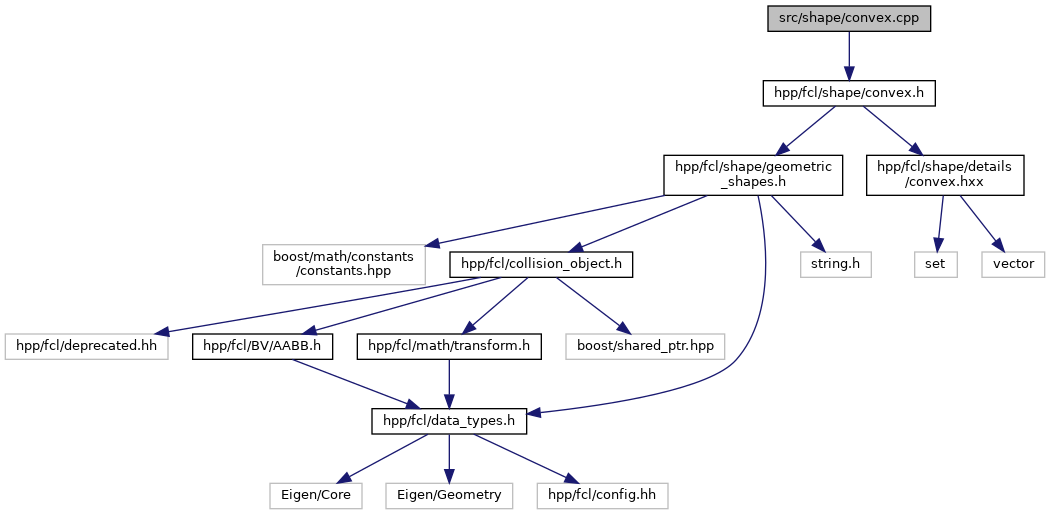 src/shape/convex.cpp
hpp/fcl/shape/convex.h
hpp/fcl/shape/geometric
_shapes.h
hpp/fcl/shape/details
/convex.hxx
boost/math/constants
/constants.hpp
hpp/fcl/collision_object.h
string.h
set
vector
hpp/fcl/deprecated.hh
hpp/fcl/BV/AABB.h
hpp/fcl/math/transform.h
boost/shared_ptr.hpp
hpp/fcl/data_types.h
Eigen/Core
Eigen/Geometry
hpp/fcl/config.hh